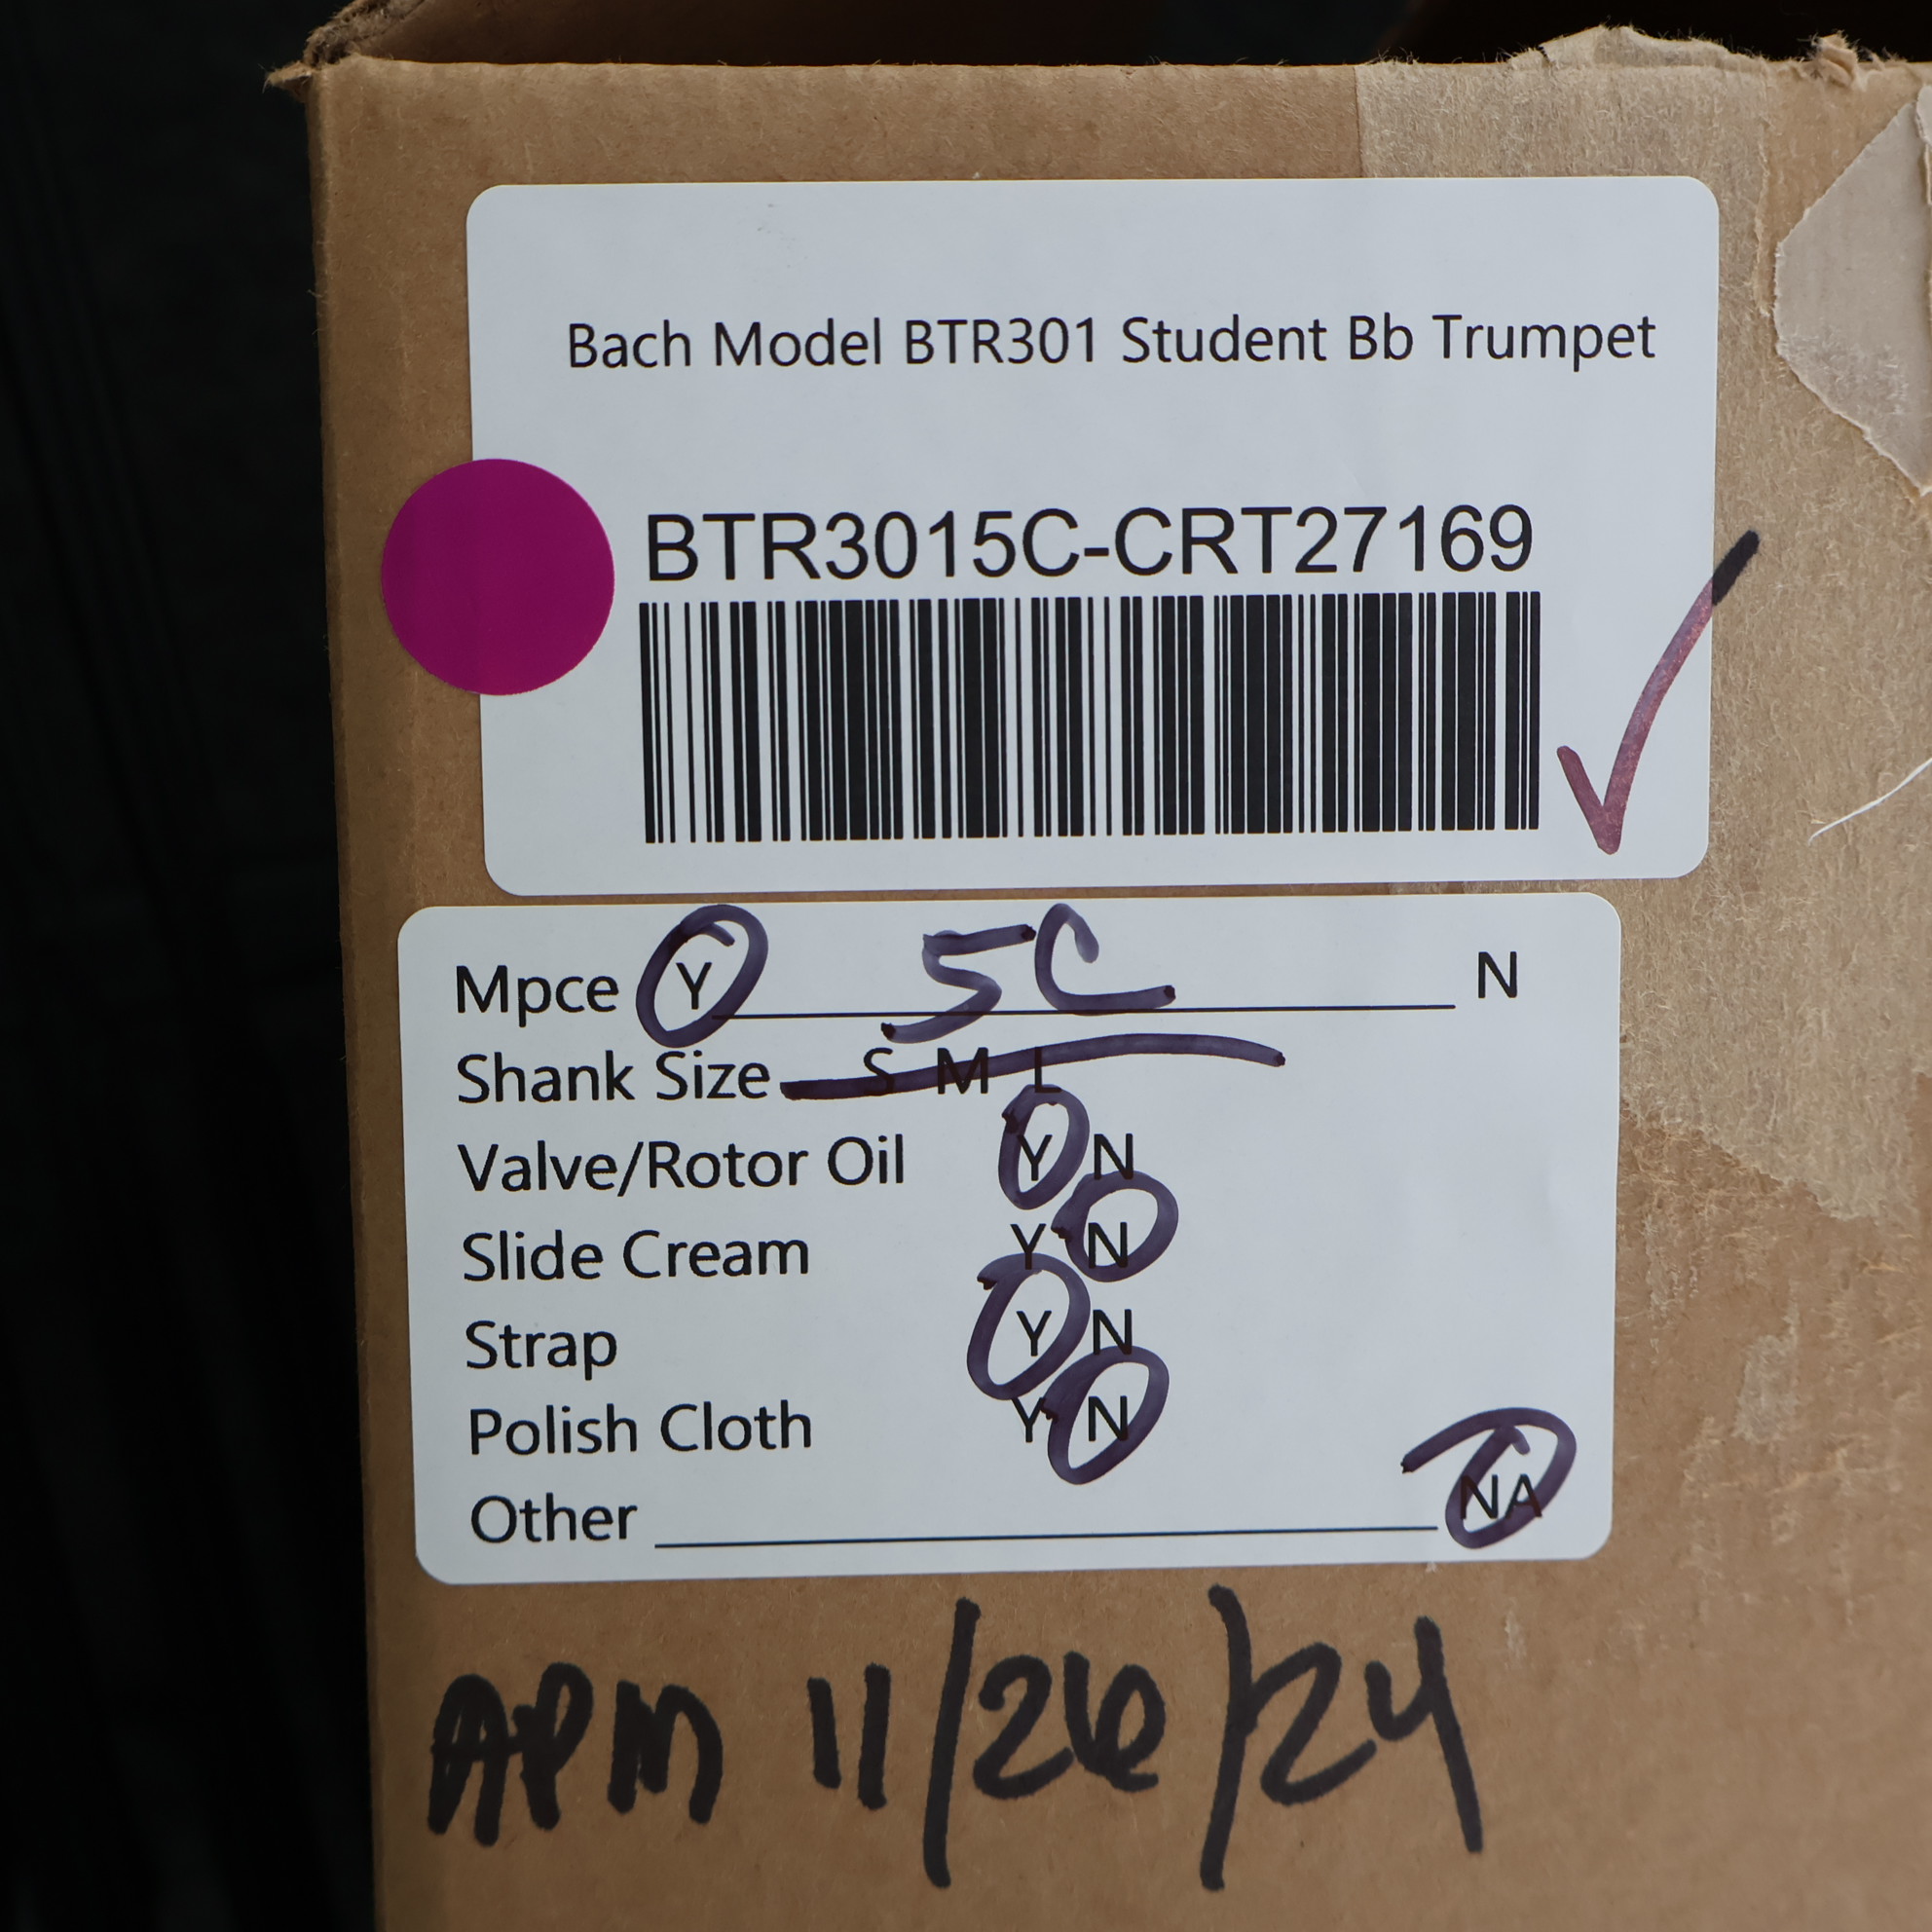 Bach Model BTR301 Student Bb Trumpet
BTR3015C-CRT27169
Mpce Y 5C N
Shank Size S M L
Valve/Rotor Oil Y N
Slide Cream Y N
Strap Y N
Polish Cloth Y N
Other NA
APM 11/26/24